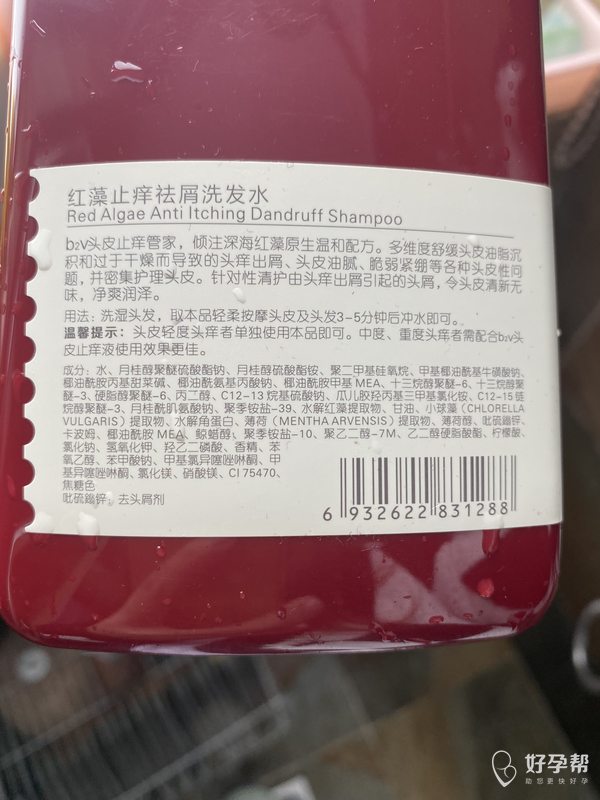 红藻止痒祛屑洗发水
Red Algae Anti Itching Dandruff Shampoo
b2v头皮止痒管家，倾注深海红藻原生温和配方。多维度舒缓头皮油脂沉
积和过于干燥而导致的头痒出屑、头皮油腻、脆弱紧绷等各种头皮性问
题，并密集护理头皮。针对性清护由头痒出屑引起的头屑，令头皮清新无
味，净爽润泽。
用法：洗湿头发，取本品轻柔按摩头皮及头发3-5分钟后冲水即可。
温馨提示：头皮轻度头痒者单独使用本品即可。中度、重度头痒者需配合b2v头
皮止痒液使用效果更佳。
成分：水、月桂醇聚醚硫酸酯钠、月桂醇硫酸酯铵、聚二甲基硅氧烷、甲基椰油酰基牛磺酸钠、
椰油酰胺丙基甜菜碱、椰油酰氨基丙酸钠、椰油酰胺甲基 MEA、十三烷醇聚醚-6、十三烷醇聚
醚-3、硬脂醇聚醚-6、丙二醇、C12-13 烷基硫酸钠、瓜儿胶羟丙基三甲基氯化铵、C12-15 链
烷醇聚醚-3、月桂酰肌氨酸钠、聚季铵盐-39、水解红藻提取物、甘油、小球藻（CHLORELLA
VULGARIS）提取物、水解角蛋白、薄荷（MENTHA ARVENSIS）提取物、薄荷醇、吡硫鎓锌、
卡波姆、椰油酰胺 MEA、鲸蜡醇、聚季铵盐-10、聚乙二醇-7M、乙二醇硬脂酸酯、柠檬酸、
氯化钠、氢氧化钾、羟乙二磷酸、香精、苯
氧乙醇、苯甲酸钠、甲基氯异噻唑啉酮、甲
基异噻唑啉酮、氯化镁、硝酸镁、CI 75470、
焦糖色
吡硫鎓锌：去头屑剂
6 932622 831288
好孕帮
助您更快好孕